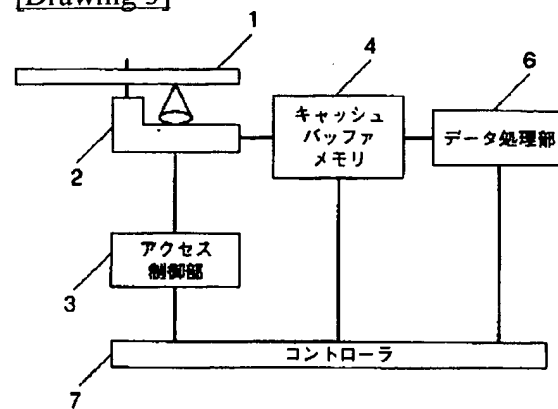 [Drawing 3]
1
4
6
キャッシュ
バッファ
メモリ
データ処理部
2
アクセス
制御部
3
コントローラ
7